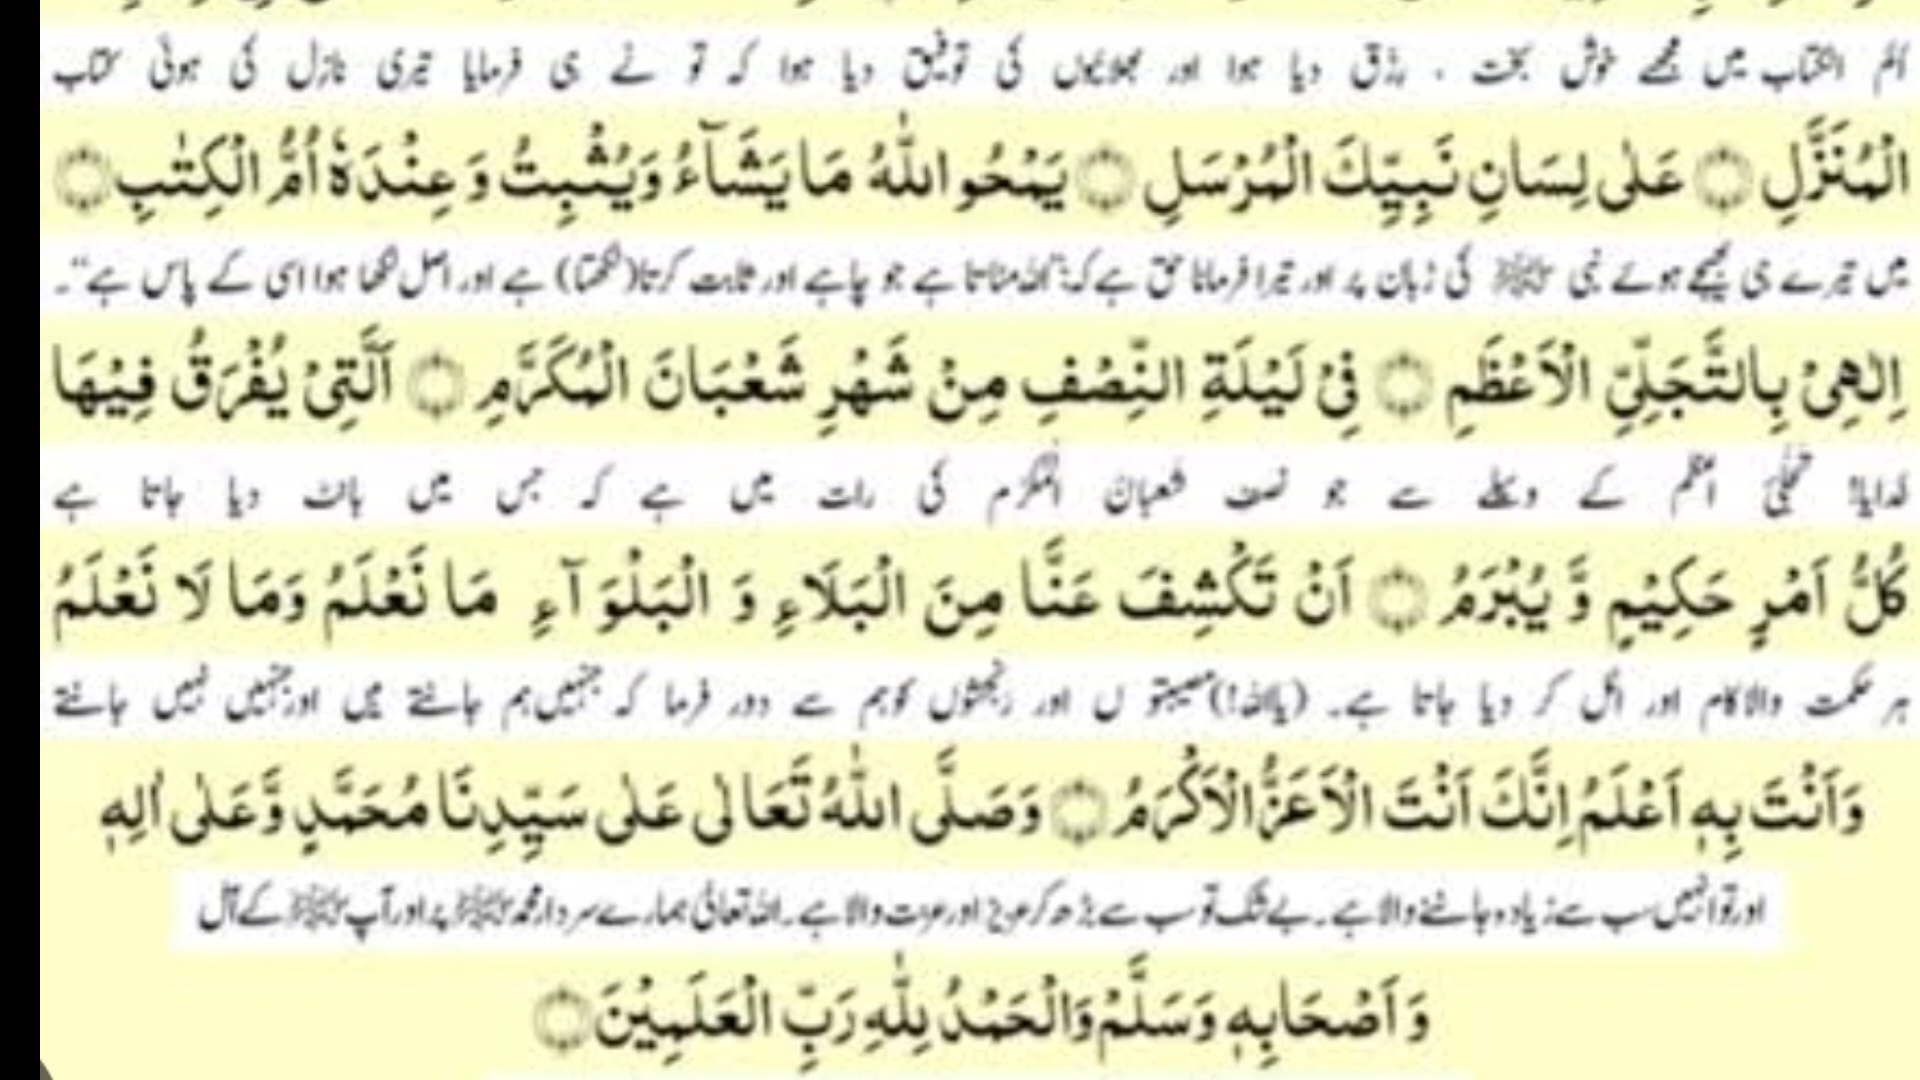 اُمّ الکتاب میں مجھے خوش بخت ، رزق دیا ہوا اور بھلائیوں کی توفیق دیا ہوا کہ تو نے ہی فرمایا تیری نازل کی ہوئی کتاب
الْمُنَزَّلِ ۝ عَلٰی لِسَانِ نَبِیِّكَ الْمُرْسَلِ ۝ یَمْحُو اللّٰهُ مَا یَشَآءُ وَیُثْبِتُ وَعِنْدَهٗ اُمُّ الْكِتٰبِ ۝
میں تیرے ہی بھیجے ہوئے نبی ﷺ کی زبان پر اور تیرا فرمانا حق ہے کہ: "اللہ مٹاتا ہے جو چاہے اور ثابت کرتا (لکھتا) ہے اور اصل لکھا ہوا اسی کے پاس ہے"۔
اِلٰهِیْ بِالتَّجَلِّیِّ الْاَعْظَمِ ۝ فِیْ لَیْلَةِ النِّصْفِ مِنْ شَهْرِ شَعْبَانَ الْمُكَرَّمِ ۝ اَلَّتِیْ یُفْرَقُ فِیْهَا
خدایا! تجلّیِ اعظم کے وسیلے سے جو نصف شعبان المکرّم کی رات میں ہے کہ جس میں بانٹ دیا جاتا ہے
كُلُّ اَمْرٍ حَكِیْمٍ وَّ یُبْرَمُ ۝ اَنْ تَكْشِفَ عَنَّا مِنَ الْبَلَاءِ وَ الْبَلْوَآءِ مَا نَعْلَمُ وَمَا لَا نَعْلَمُ
ہر حکمت والا کام اور اٹل کر دیا جاتا ہے۔ (یااللہ!) مصیبتو ں اور رنجشوں کو ہم سے دور فرما کہ جنہیں ہم جانتے ہیں اور جنہیں نہیں جانتے
وَاَنْتَ بِهٖ اَعْلَمُ اِنَّكَ اَنْتَ الْاَعَزُّ الْاَكْرَمُ ۝ وَصَلَّی اللّٰهُ تَعَالٰی عَلٰی سَیِّدِنَا مُحَمَّدٍ وَّعَلٰی اٰلِهٖ
اور تو انہیں سب سے زیادہ جاننے والا ہے۔ بے شک تو سب سے بڑھ کر عزیز اور عزت والا ہے۔ اللہ تعالیٰ ہمارے سردار محمد ﷺ پر اور آپ ﷺ کے آل
وَ اَصْحَابِهٖ وَسَلَّمْ وَالْحَمْدُ لِلّٰهِ رَبِّ الْعٰلَمِیْنَ ۝